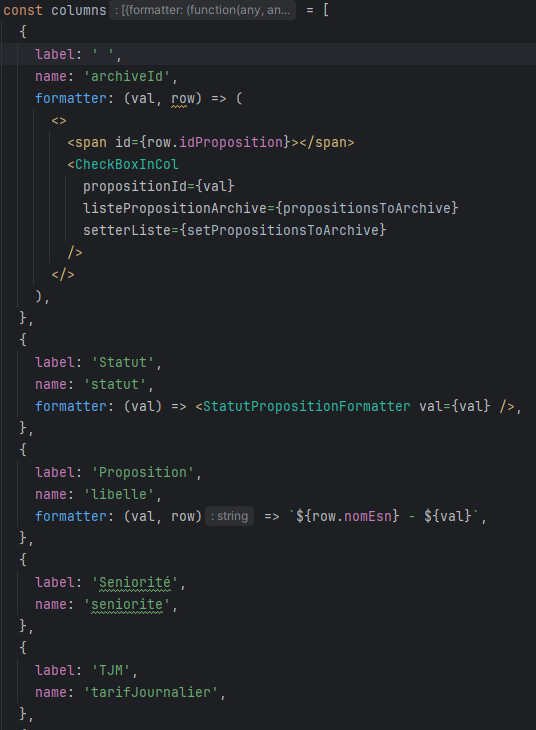 const columns : [{formatter: (function(any, an... = [
  {
    label: ' ',
    name: 'archiveId',
    formatter: (val, row) => (
      <>
        <span id={row.idProposition}></span>
        <CheckBoxInCol
          propositionId={val}
          listePropositionArchive={propositionsToArchive}
          setterListe={setPropositionsToArchive}
        />
      </>
    ),
  },
  {
    label: 'Statut',
    name: 'statut',
    formatter: (val) => <StatutPropositionFormatter val={val} />,
  },
  {
    label: 'Proposition',
    name: 'libelle',
    formatter: (val, row) : string => `${row.nomEsn} - ${val}`,
  },
  {
    label: 'Seniorité',
    name: 'seniorite',
  },
  {
    label: 'TJM',
    name: 'tarifJournalier',
  },